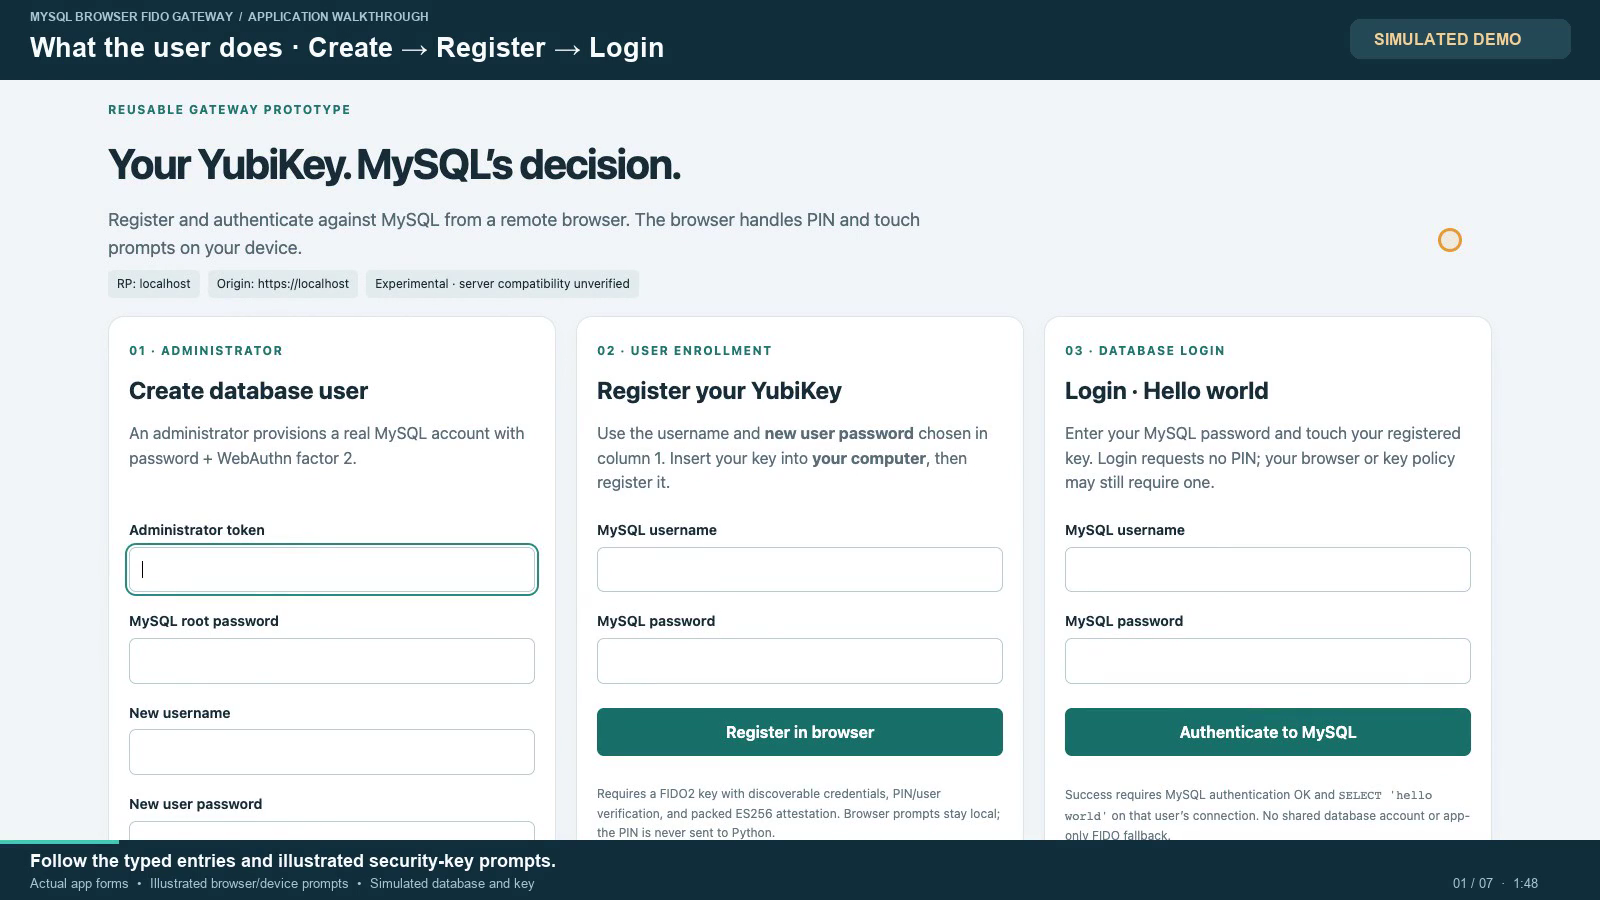 MYSQL BROWSER FIDO GATEWAY / APPLICATION WALKTHROUGH
What the user does · Create → Register → Login
SIMULATED DEMO
REUSABLE GATEWAY PROTOTYPE
Your YubiKey. MySQL’s decision.
Register and authenticate against MySQL from a remote browser. The browser handles PIN and touch
prompts on your device.
RP: localhost
Origin: https://localhost
Experimental · server compatibility unverified
01 · ADMINISTRATOR
Create database user
An administrator provisions a real MySQL account with
password + WebAuthn factor 2.
Administrator token
MySQL root password
New username
New user password
02 · USER ENROLLMENT
Register your YubiKey
Use the username and new user password chosen in
column 1. Insert your key into your computer, then
register it.
MySQL username
MySQL password
Register in browser
Requires a FIDO2 key with discoverable credentials, PIN/user
verification, and packed ES256 attestation. Browser prompts stay local;
the PIN is never sent to Python.
03 · DATABASE LOGIN
Login · Hello world
Enter your MySQL password and touch your registered
key. Login requests no PIN; your browser or key policy
may still require one.
MySQL username
MySQL password
Authenticate to MySQL
Success requires MySQL authentication OK and SELECT 'hello
world' on that user’s connection. No shared database account or app-
only FIDO fallback.
Follow the typed entries and illustrated security-key prompts.
Actual app forms • Illustrated browser/device prompts • Simulated database and key
01 / 07 · 1:48